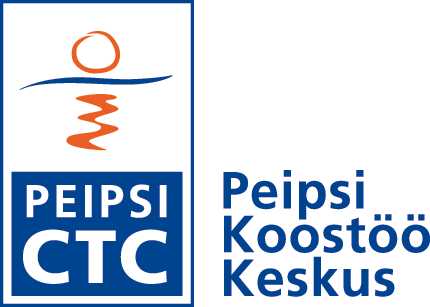 PEIPSI
CTC
Peipsi
Koostöö
Keskus